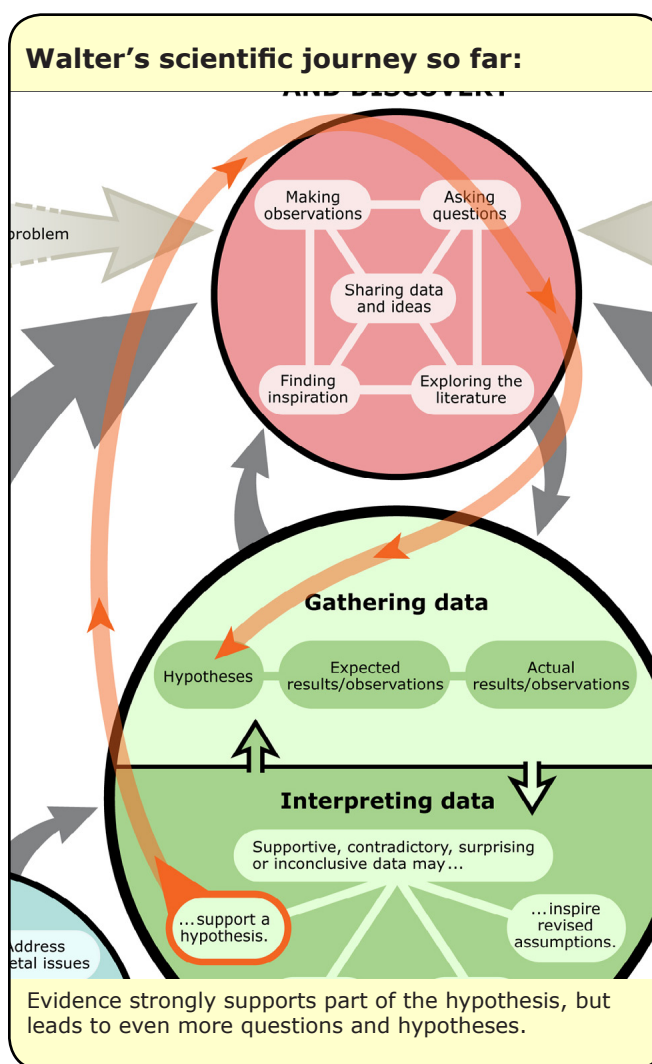 Walter’s scientific journey so far:
AND DISCOVERY
Making
observations
Asking
questions
problem
Sharing data
and ideas
Finding
inspiration
Exploring the
literature
Gathering data
Hypotheses
Expected
results/observations
Actual
results/observations
Interpreting data
Supportive, contradictory, surprising
or inconclusive data may...
...support a
hypothesis.
...inspire
revised
assumptions.
Address
etal issues
Evidence strongly supports part of the hypothesis, but
leads to even more questions and hypotheses.